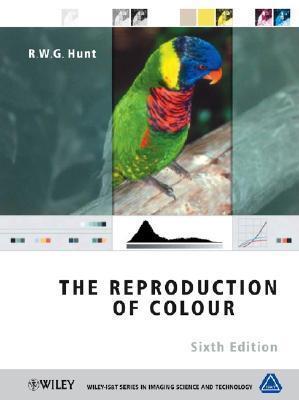 R.W.G. Hunt
THE REPRODUCTION
OF COLOUR
Sixth Edition
WILEY
WILEY-IS&T SERIES IN IMAGING SCIENCE AND TECHNOLOGY